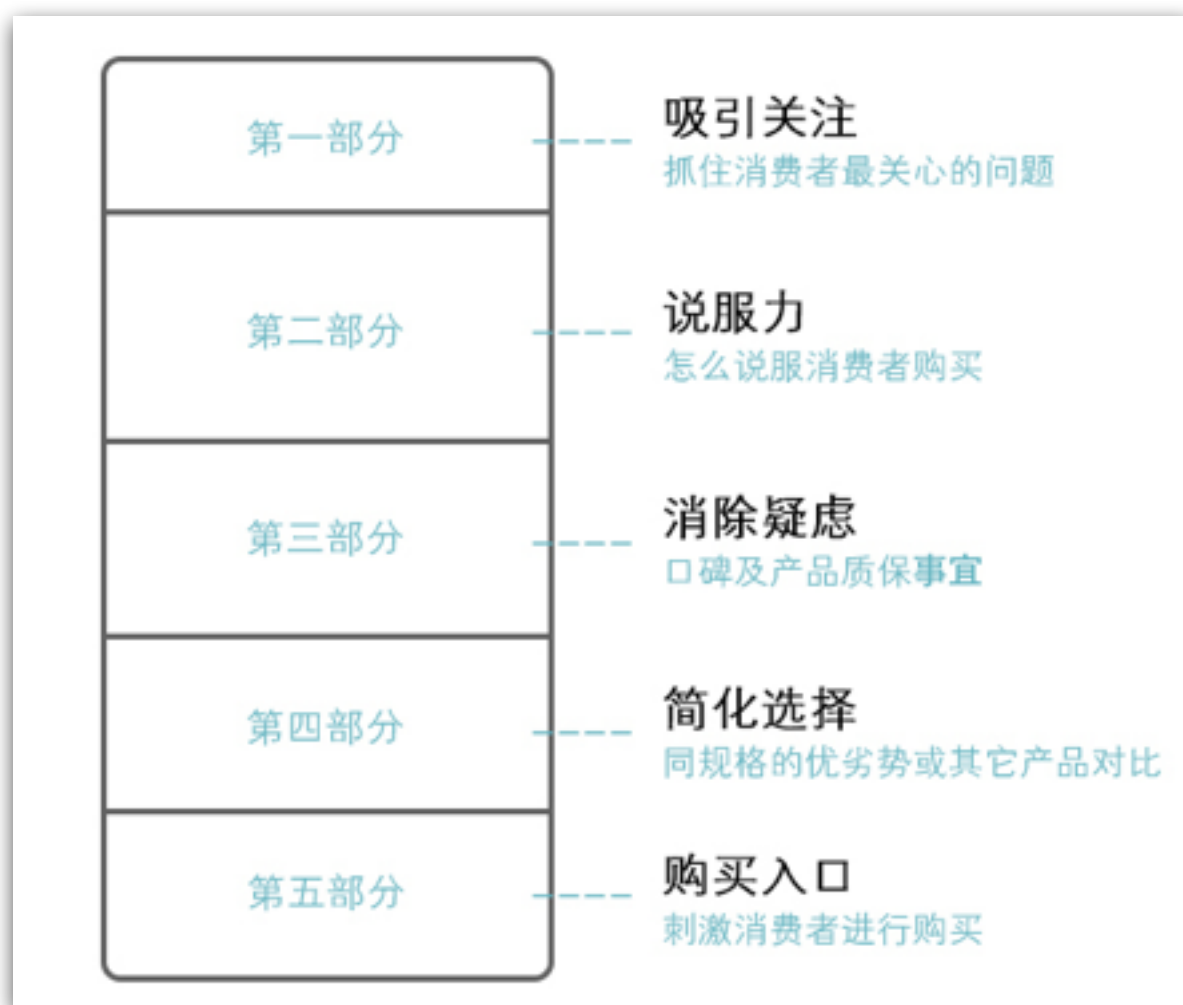 第一部分
吸引关注
抓住消费者最关心的问题
第二部分
说服力
怎么说服消费者购买
第三部分
消除疑虑
口碑及产品质保事宜
第四部分
简化选择
同规格的优劣势或其它产品对比
第五部分
购买入口
刺激消费者进行购买